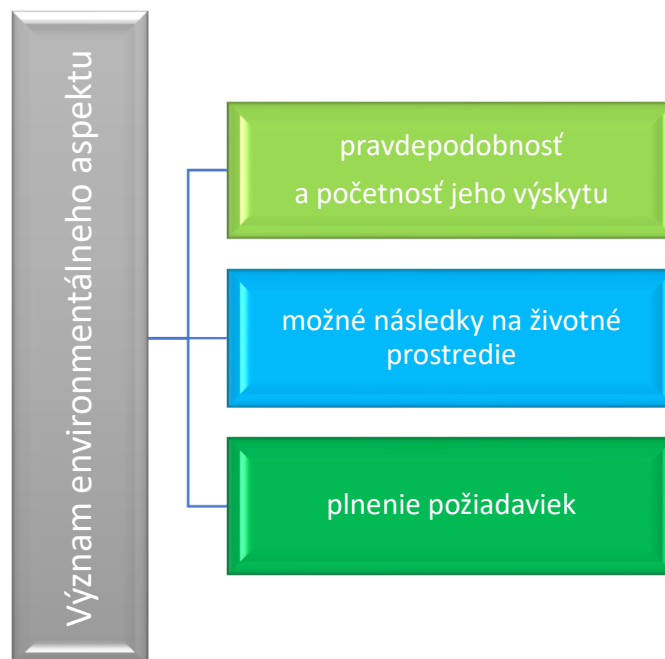 Význam environmentálneho aspektu
pravdepodobnosť
a početnosť jeho výskytu
možné následky na životné
prostredie
plnenie požiadaviek